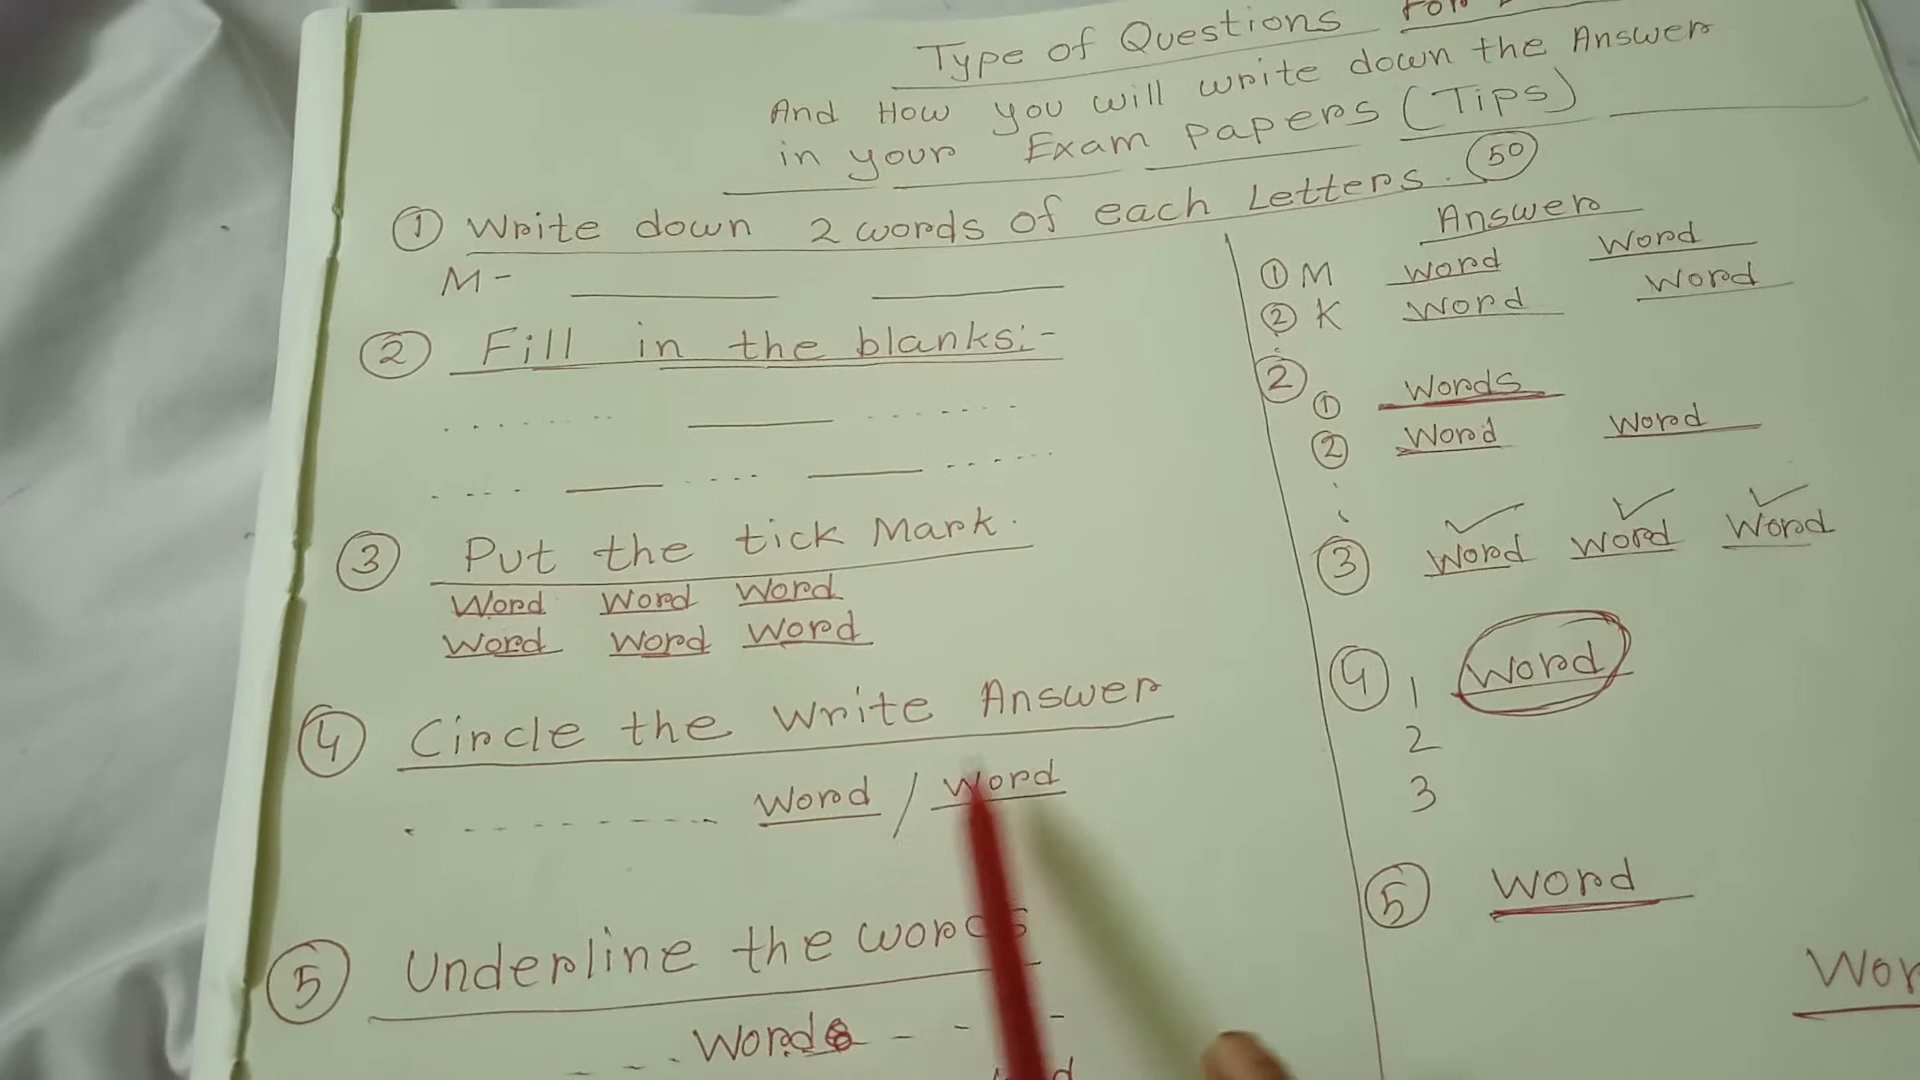 Type of Questions for
And How you will write down the Answer
in your Exam papers (Tips)
① Write down 2 words of each Letters. 50
M-
② Fill in the blanks:-
③ Put the tick Mark.
Word Word Word
Word Word Word
④ Circle the Write Answer
Word / Word
⑤ Underline the words
Words
Answer
① M Word Word
② K Word Word
②
① Words
② Word Word
③ Word Word Word
④ 1 Word
2
3
⑤ Word